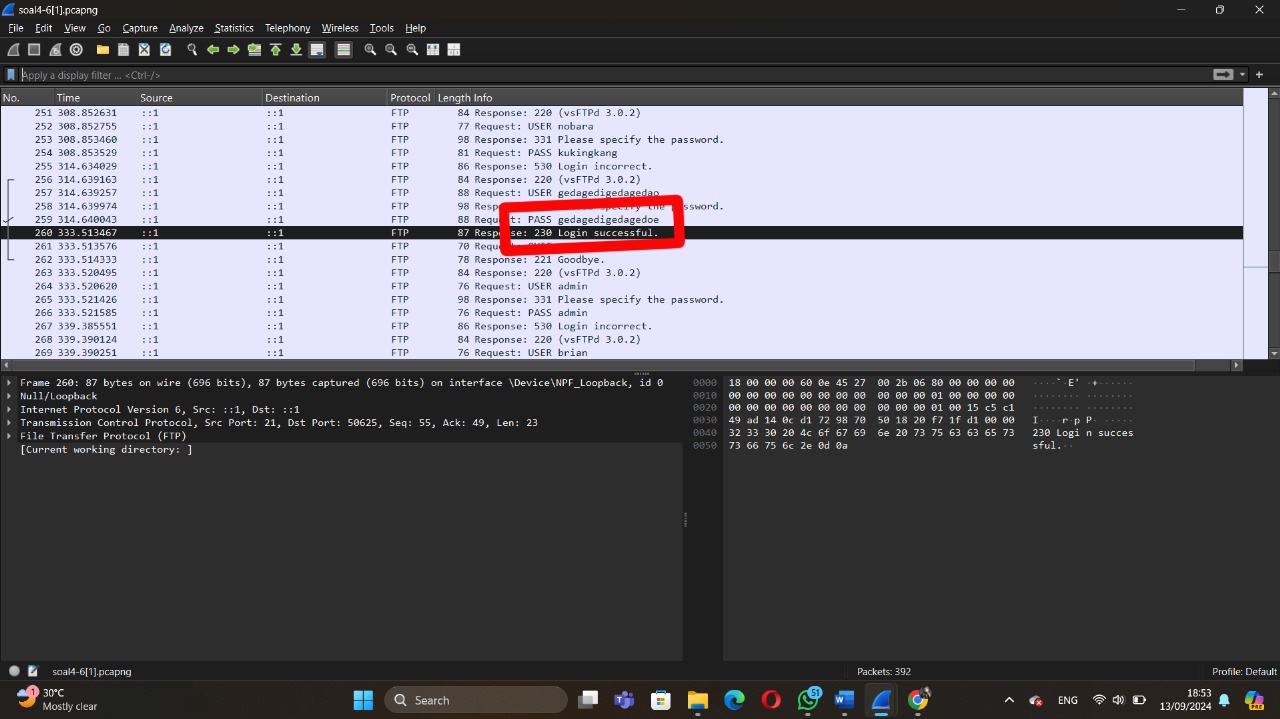 soal4-6[1].pcapng
File Edit View Go Capture Analyze Statistics Telephony Wireless Tools Help
Apply a display filter ... <Ctrl-/>
No. Time Source Destination Protocol Length Info
251 308.852631 ::1 ::1 FTP 84 Response: 220 (vsFTPd 3.0.2)
252 308.852755 ::1 ::1 FTP 77 Request: USER nobara
253 308.853460 ::1 ::1 FTP 98 Response: 331 Please specify the password.
254 308.853529 ::1 ::1 FTP 81 Request: PASS kukingkang
255 314.634029 ::1 ::1 FTP 86 Response: 530 Login incorrect.
256 314.639163 ::1 ::1 FTP 84 Response: 220 (vsFTPd 3.0.2)
257 314.639257 ::1 ::1 FTP 88 Request: USER gedagedigedagedao
258 314.639974 ::1 ::1 FTP 98 specify the password.
259 314.640043 ::1 ::1 FTP 88 Request: PASS gedagedigedagedoe
260 333.513467 ::1 ::1 FTP 87 Response: 230 Login successful.
261 333.513576 ::1 ::1 FTP 70
262 333.514333 ::1 ::1 FTP 78 Response: 221 Goodbye.
263 333.520495 ::1 ::1 FTP 84 Response: 220 (vsFTPd 3.0.2)
264 333.520620 ::1 ::1 FTP 76 Request: USER admin
265 333.521426 ::1 ::1 FTP 98 Response: 331 Please specify the password.
266 333.521585 ::1 ::1 FTP 76 Request: PASS admin
267 339.385551 ::1 ::1 FTP 86 Response: 530 Login incorrect.
268 339.390124 ::1 ::1 FTP 84 Response: 220 (vsFTPd 3.0.2)
269 339.390251 ::1 ::1 FTP 76 Request: USER brian
Frame 260: 87 bytes on wire (696 bits), 87 bytes captured (696 bits) on interface \Device\NPF_Loopback, id 0
Null/Loopback
Internet Protocol Version 6, Src: ::1, Dst: ::1
Transmission Control Protocol, Src Port: 21, Dst Port: 50625, Seq: 55, Ack: 49, Len: 23
File Transfer Protocol (FTP)
[Current working directory: ]
0000 18 00 00 00 60 0e 45 27 00 2b 06 80 00 00 00 00 ····`·E' ·+······
0010 00 00 00 00 00 00 00 00 00 00 01 00 00 00 00 00 ········ ········
0020 00 00 00 00 00 00 00 00 00 00 01 00 15 c5 c1 ········ ·······
0030 49 ad 14 0c d1 72 98 70 50 18 20 f7 1f d1 00 00 I····r·p P· ·····
0040 32 33 30 20 4c 6f 67 69 6e 20 73 75 63 63 65 73 230 Logi n succes
0050 73 66 75 6c 2e 0d 0a sful.··
soal4-6[1].pcapng Packets: 392 Profile: Default
1 30°C
Mostly clear
Search
51
ENG
18:53
13/09/2024
PRE